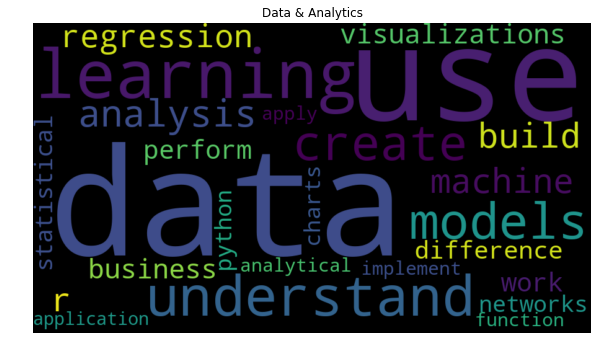 Data & Analytics
regression
visualizations
learning
use
analysis
apply
create
build
statistical
perform
data
python
charts
machine
models
difference
business
analytical
implement
work
r
understand
networks
application
function